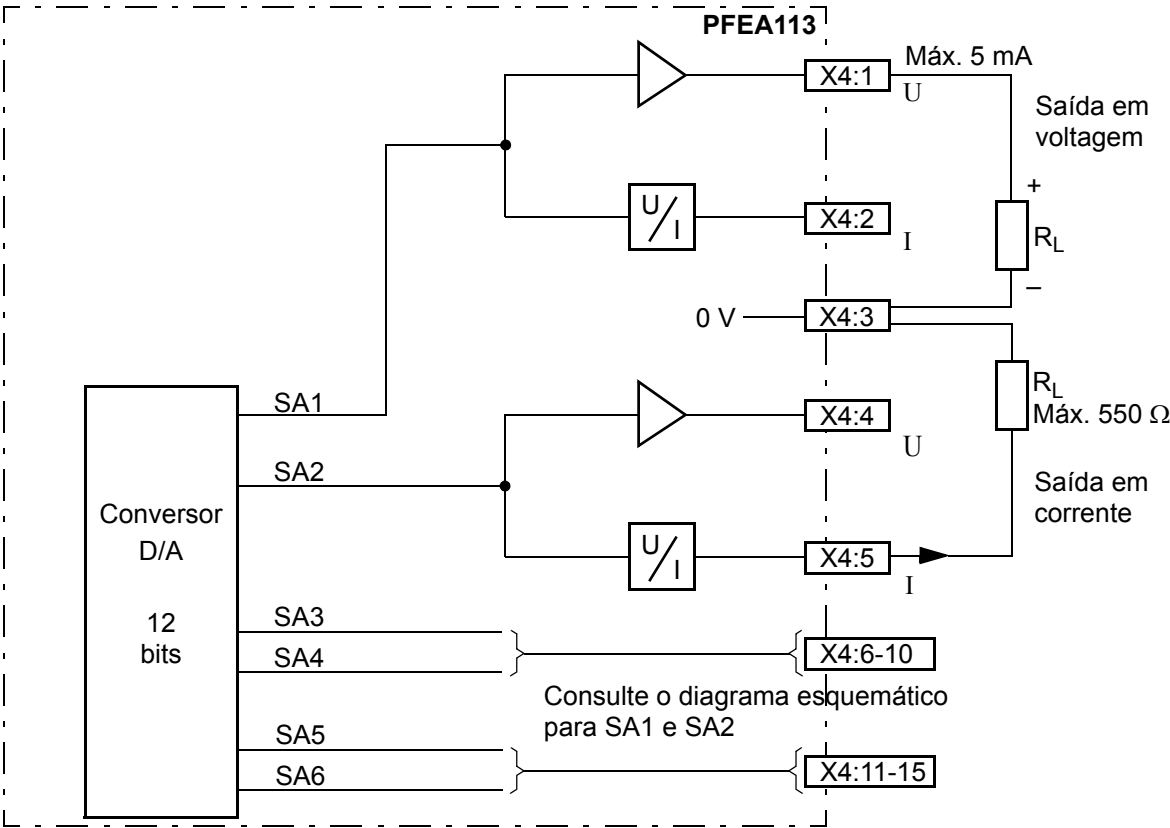 PFEA113
X4:1
Máx. 5 mA
U
Saída em
voltagem
U/I
X4:2
I
+
RL
–
0 V
X4:3
SA1
X4:4
U
RL
Máx. 550 Ω
SA2
Saída em
corrente
U/I
X4:5
I
Conversor
D/A
12
bits
SA3
SA4
X4:6-10
Consulte o diagrama esquemático
para SA1 e SA2
SA5
SA6
X4:11-15